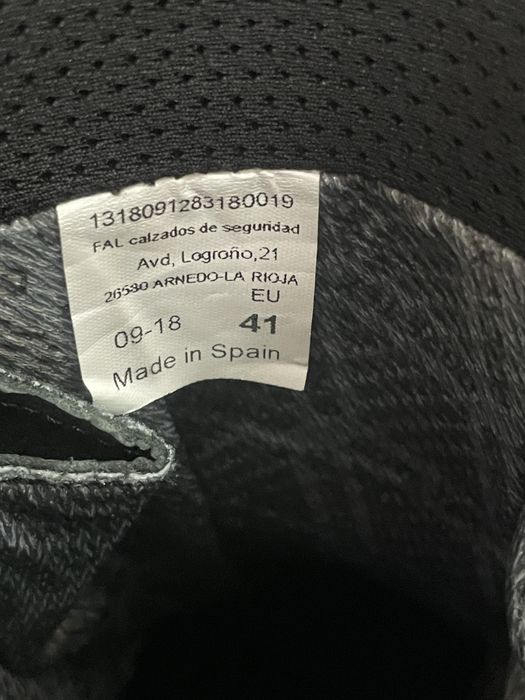 1318091283180019
FAL calzados de seguridad
Avd, Logroño,21
26580 ARNEDO-LA RIOJA
EU
09-18 41
Made in Spain